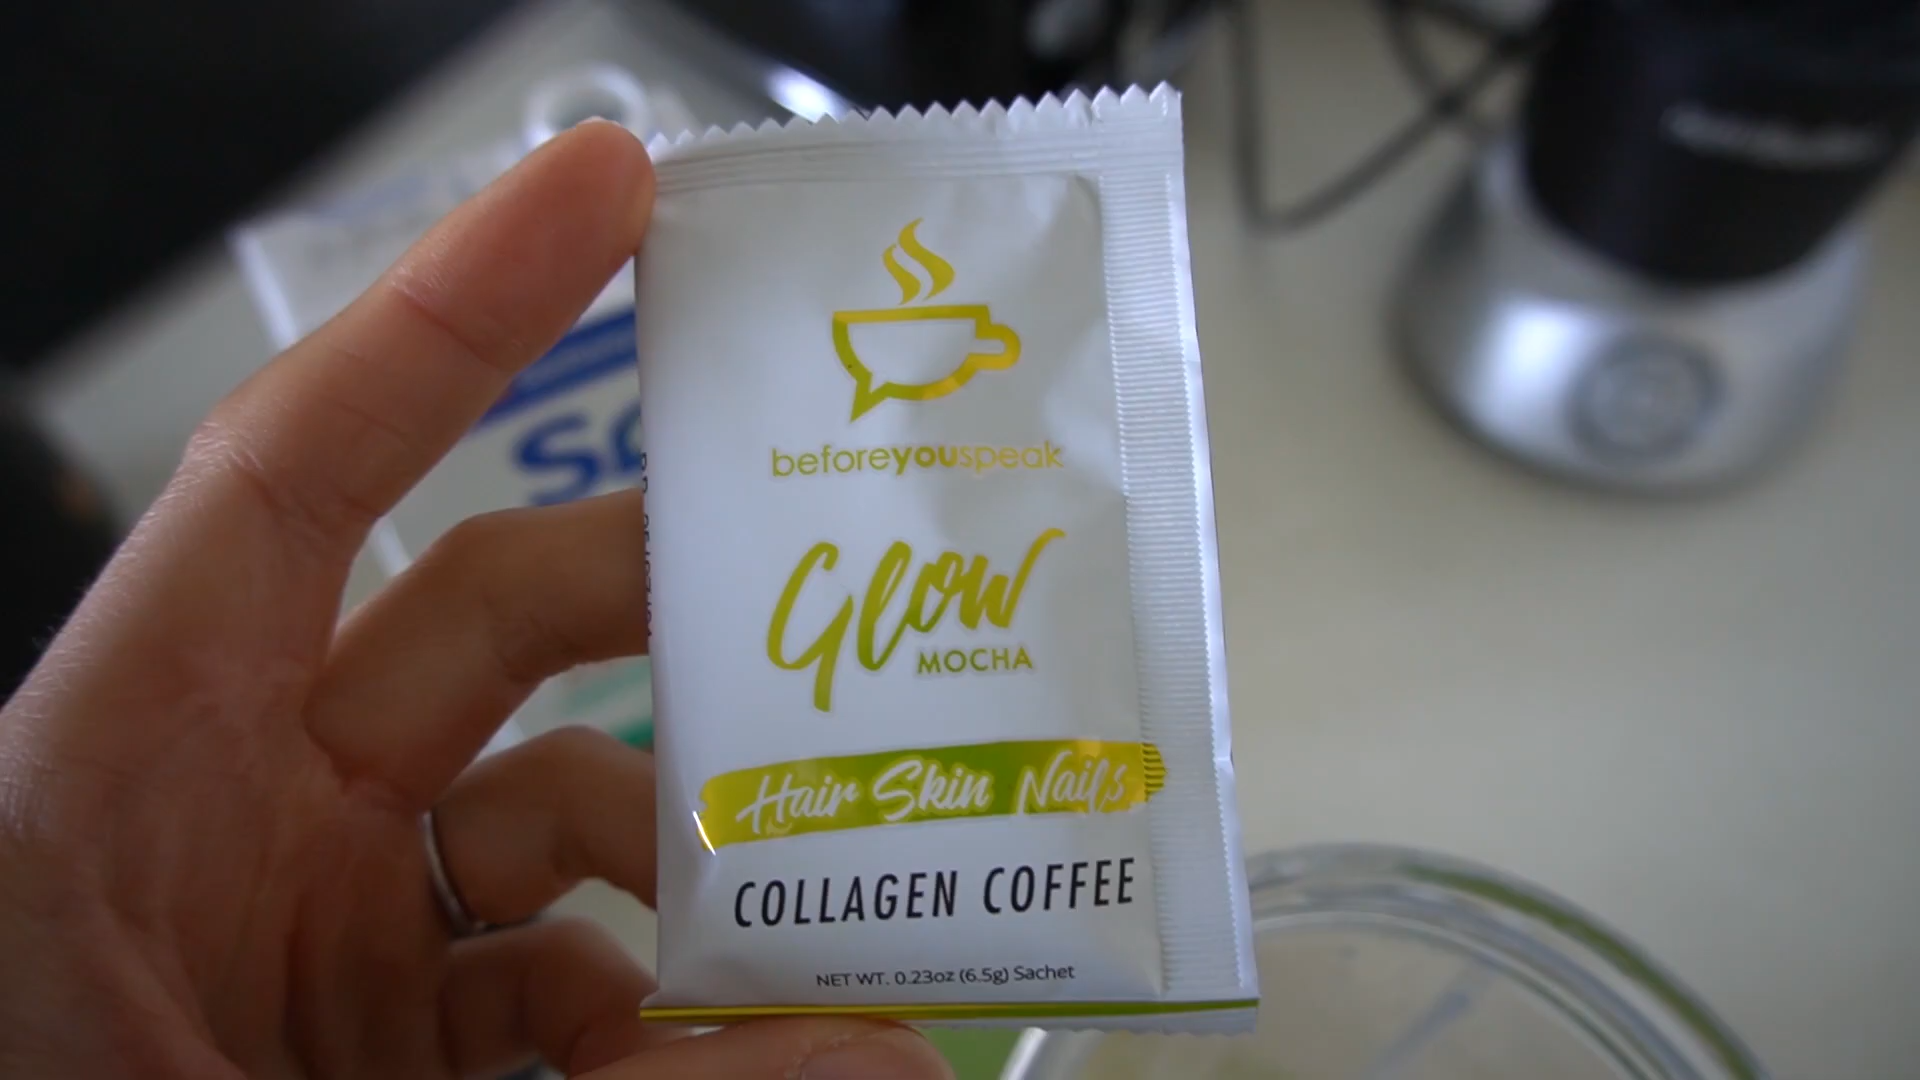 beforeyouspeak
Glow
MOCHA
Hair Skin Nails
COLLAGEN COFFEE
NET WT. 0.23oz (6.5g) Sachet